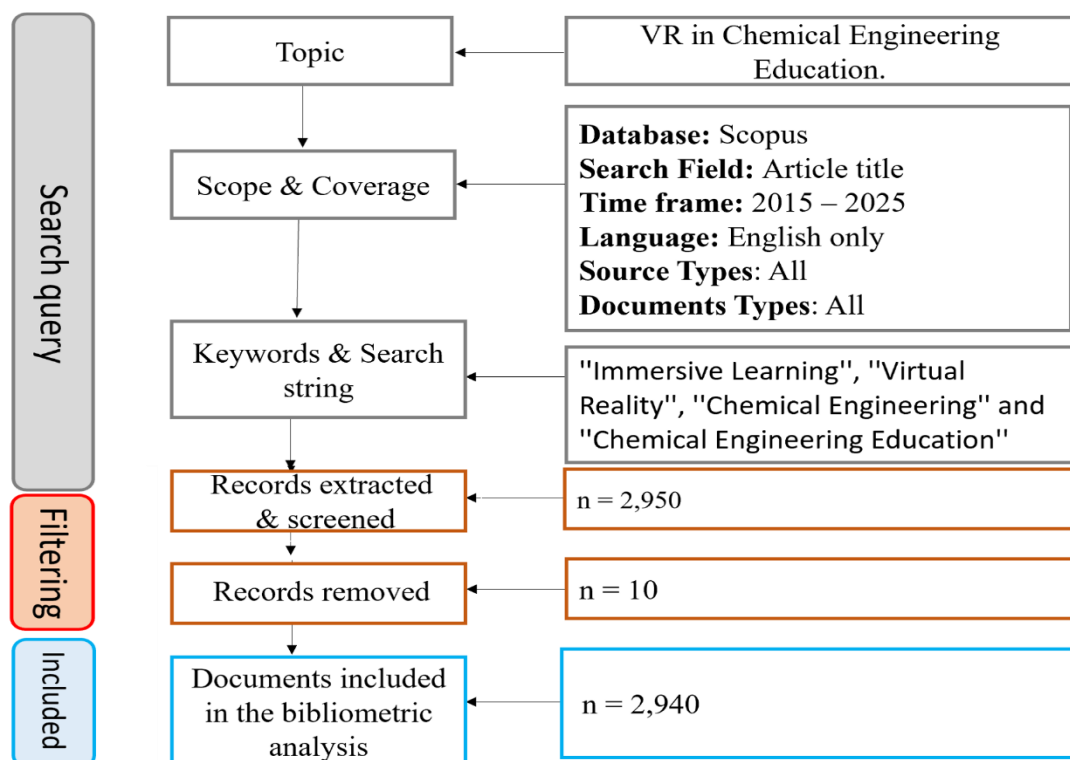 Search query
Filtering
Included
Topic
VR in Chemical Engineering
Education.
Scope & Coverage
Database: Scopus
Search Field: Article title
Time frame: 2015 – 2025
Language: English only
Source Types: All
Documents Types: All
Keywords & Search
string
"Immersive Learning", "Virtual
Reality", "Chemical Engineering" and
"Chemical Engineering Education"
Records extracted
& screened
n = 2,950
Records removed
n = 10
Documents included
in the bibliometric
analysis
n = 2,940